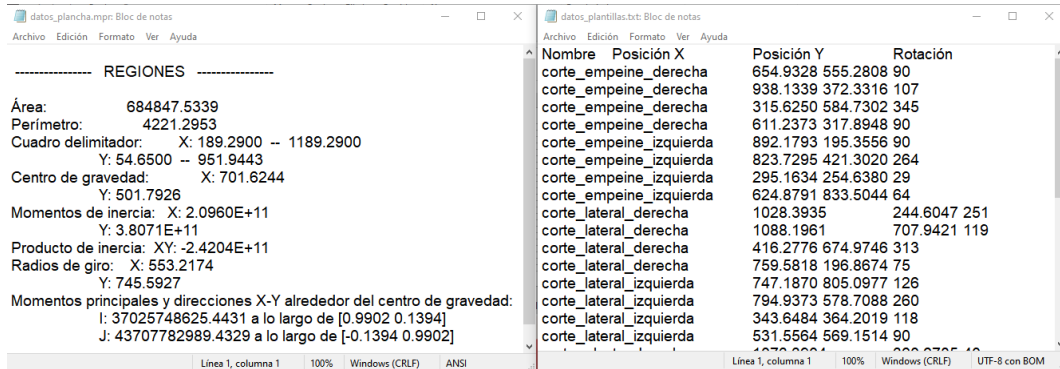 datos_plancha.mpr: Bloc de notas
Archivo Edición Formato Ver Ayuda
---------------- REGIONES ----------------
Área: 684847.5339
Perímetro: 4221.2953
Cuadro delimitador: X: 189.2900 -- 1189.2900
Y: 54.6500 -- 951.9443
Centro de gravedad: X: 701.6244
Y: 501.7926
Momentos de inercia: X: 2.0960E+11
Y: 3.8071E+11
Producto de inercia: XY: -2.4204E+11
Radios de giro: X: 553.2174
Y: 745.5927
Momentos principales y direcciones X-Y alrededor del centro de gravedad:
I: 37025748625.4431 a lo largo de [0.9902 0.1394]
J: 43707782989.4329 a lo largo de [-0.1394 0.9902]
Línea 1, columna 1 100% Windows (CRLF) ANSI
datos_plantillas.txt: Bloc de notas
Archivo Edición Formato Ver Ayuda
Nombre Posición X Posición Y Rotación
corte_empeine_derecha 654.9328 555.2808 90
corte_empeine_derecha 938.1339 372.3316 107
corte_empeine_derecha 315.6250 584.7302 345
corte_empeine_derecha 611.2373 317.8948 90
corte_empeine_izquierda 892.1793 195.3556 90
corte_empeine_izquierda 823.7295 421.3020 264
corte_empeine_izquierda 295.1634 254.6380 29
corte_empeine_izquierda 624.8791 833.5044 64
corte_lateral_derecha 1028.3935 244.6047 251
corte_lateral_derecha 1088.1961 707.9421 119
corte_lateral_derecha 416.2776 674.9746 313
corte_lateral_derecha 759.5818 196.8674 75
corte_lateral_izquierda 747.1870 805.0977 126
corte_lateral_izquierda 794.9373 578.7088 260
corte_lateral_izquierda 343.6484 364.2019 118
corte_lateral_izquierda 531.5564 569.1514 90
Línea 1, columna 1 100% Windows (CRLF) UTF-8 con BOM